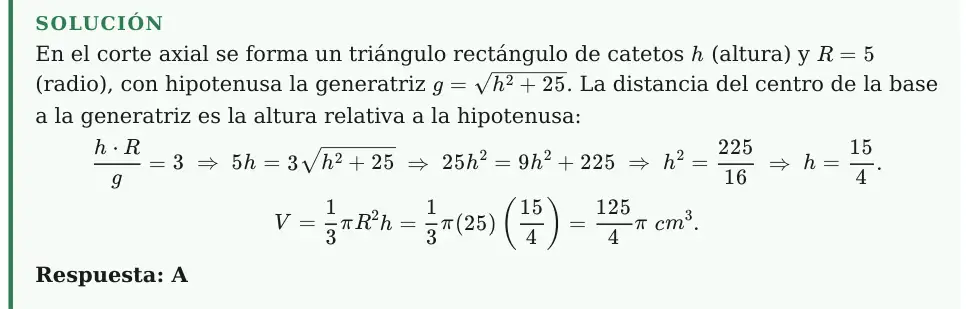 SOLUCIÓN
En el corte axial se forma un triángulo rectángulo de catetos h (altura) y R = 5
(radio), con hipotenusa la generatriz g = √(h² + 25). La distancia del centro de la base
a la generatriz es la altura relativa a la hipotenusa:
(h · R)/g = 3 ⇒ 5h = 3√(h² + 25) ⇒ 25h² = 9h² + 225 ⇒ h² = 225/16 ⇒ h = 15/4.
V = 1/3 πR²h = 1/3 π(25) (15/4) = 125/4 π cm³.
Respuesta: A